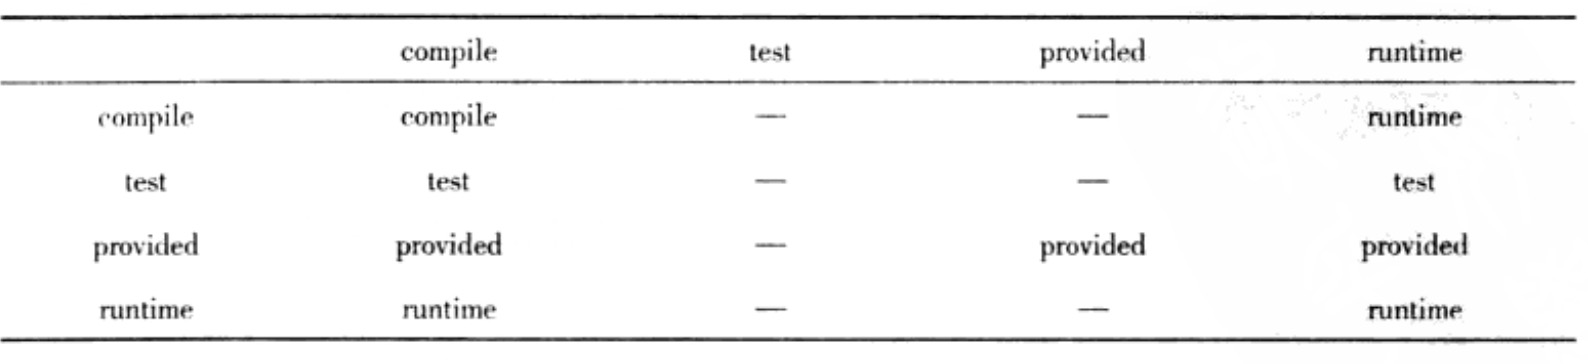 compile test provided runtime
compile compile — — runtime
test test — — test
provided provided — provided provided
runtime runtime — — runtime